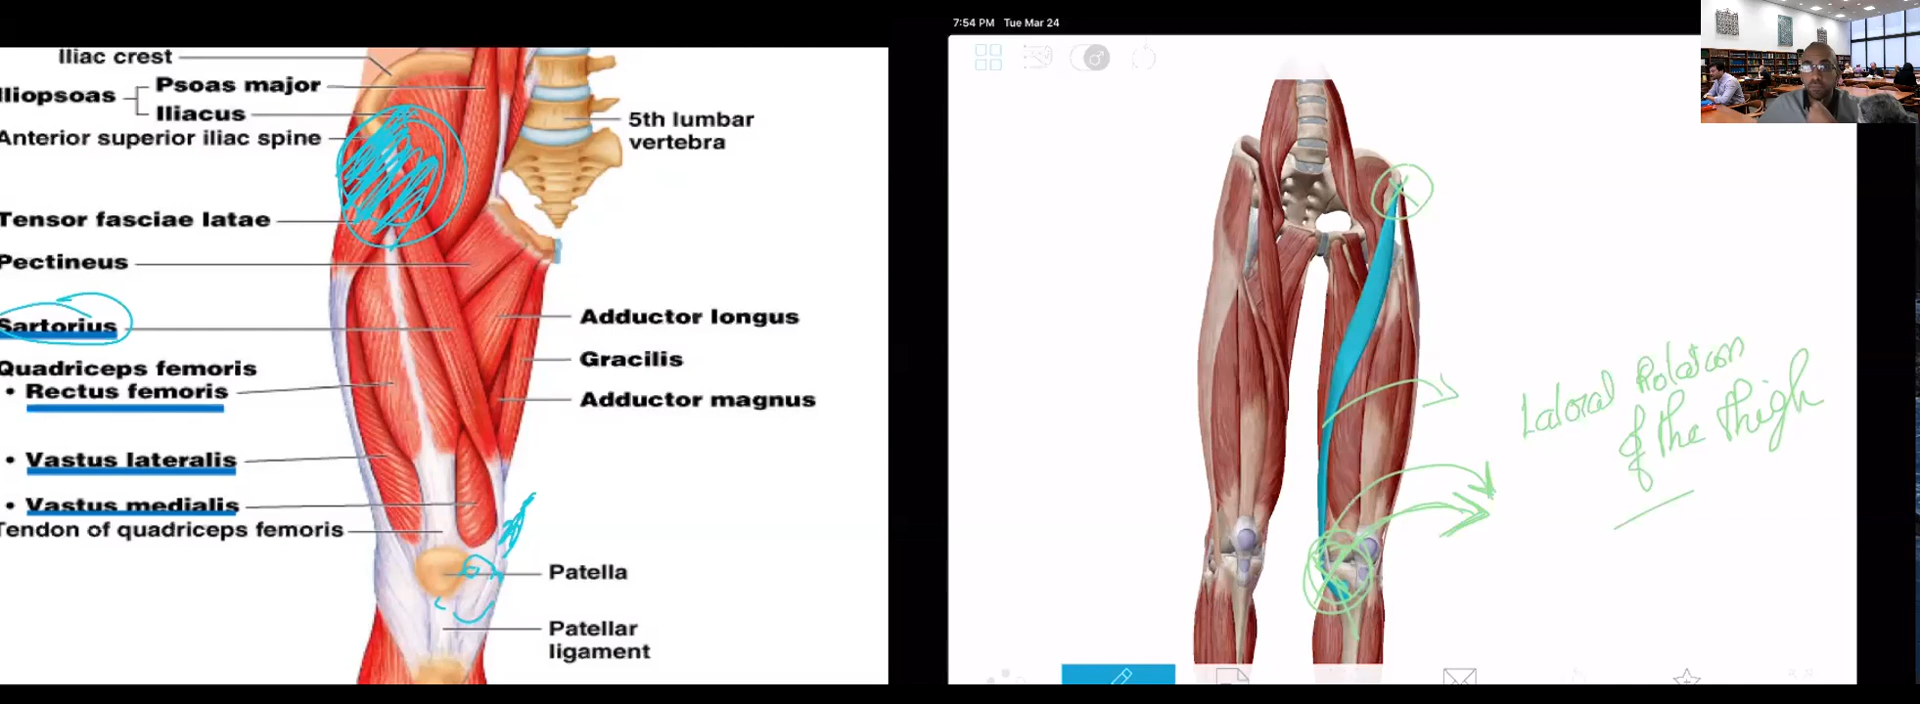 7:54 PM Tue Mar 24
Iliac crest
Psoas major
Iliopsoas
Iliacus
Anterior superior iliac spine
5th lumbar
vertebra
Tensor fasciae latae
Pectineus
Sartorius
Adductor longus
Quadriceps femoris
Gracilis
• Rectus femoris
Adductor magnus
• Vastus lateralis
• Vastus medialis
Tendon of quadriceps femoris
Patella
Patellar
ligament
Lateral Rotation
of the thigh